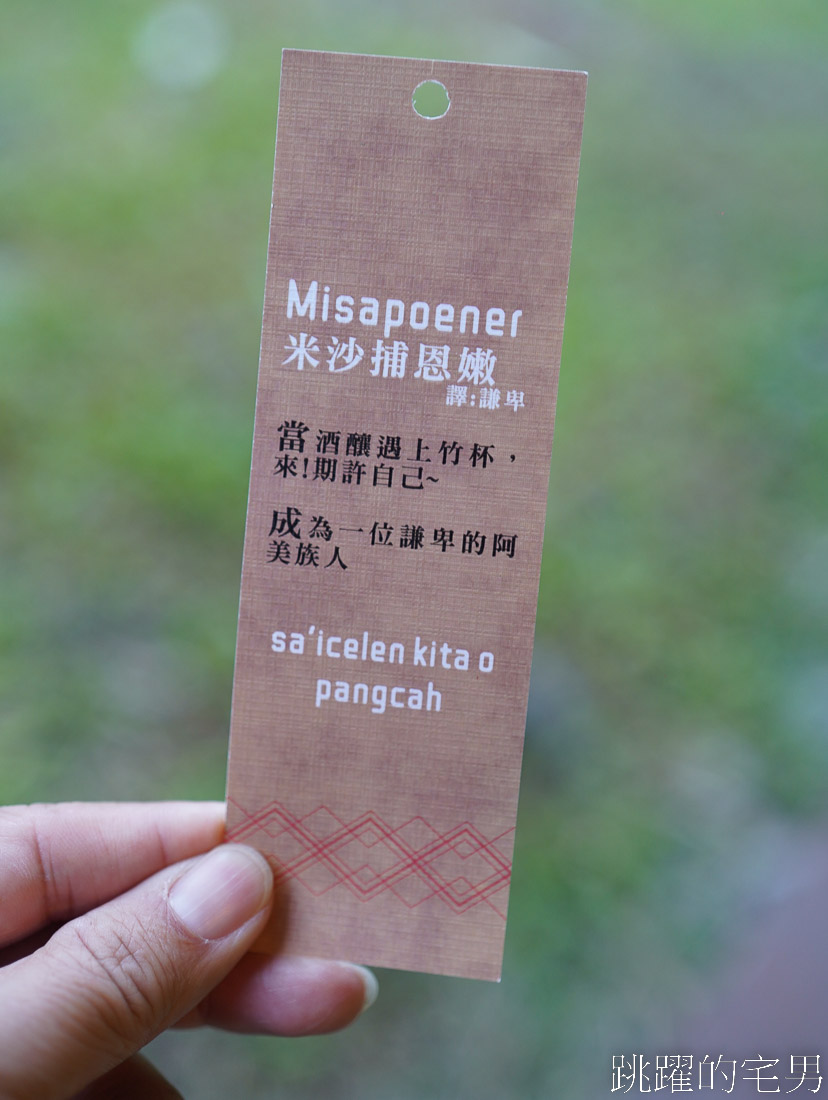 Misapoener
米沙捕恩嫩
譯:謙卑
當酒釀遇上竹杯，
來!期許自己~
成為一位謙卑的阿
美族人
sa'icelen kita o
pangcah
跳躍的宅男